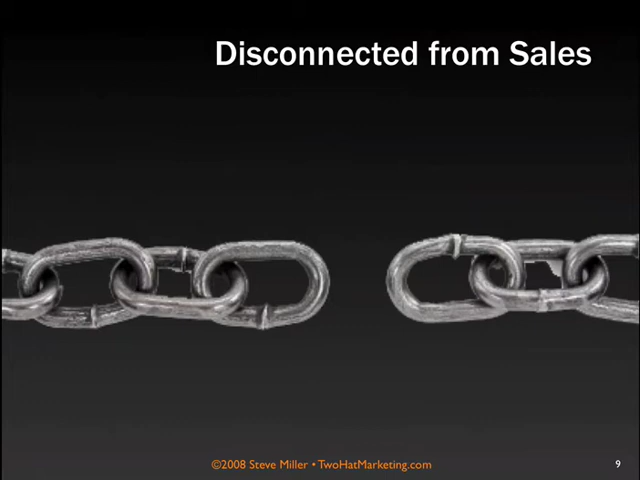 Disconnected from Sales
©2008 Steve Miller • TwoHatMarketing.com
9